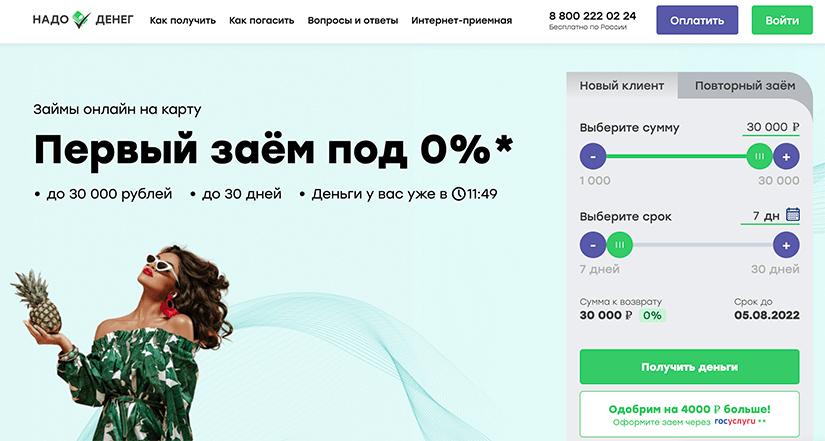 НАДО ДЕНЕГ
Как получить
Как погасить
Вопросы и ответы
Интернет-приемная
8 800 222 02 24
Бесплатно по России
Оплатить
Войти
Займы онлайн на карту
Первый заём под 0%*
• до 30 000 рублей • до 30 дней • Деньги у вас уже в 11:49
Новый клиент
Повторный заём
Выберите сумму 30 000 ₽
- +
1 000 30 000
Выберите срок 7 дн
- +
7 дней 30 дней
Сумма к возврату Срок до
30 000 ₽ 0% 05.08.2022
Получить деньги
Одобрим на 4000 ₽ больше!
Оформите заем через госуслуги